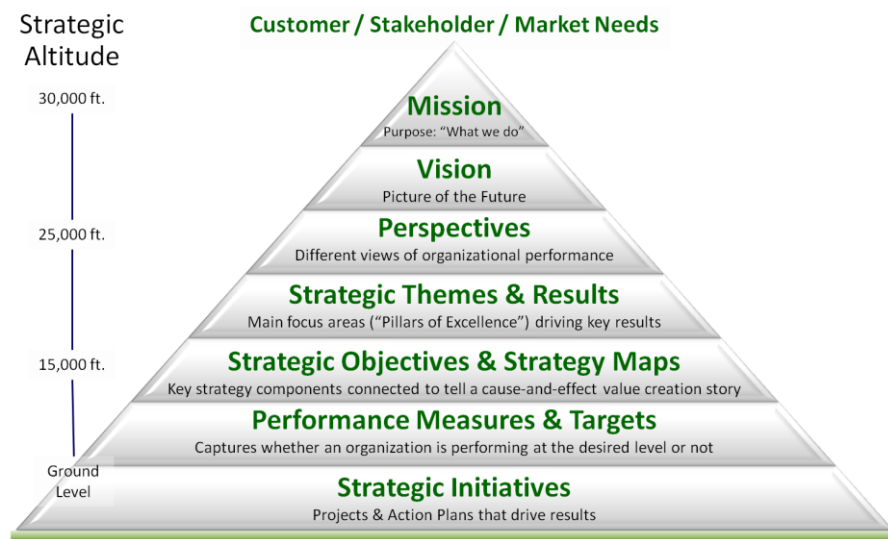 Strategic
Altitude
Customer / Stakeholder / Market Needs
30,000 ft.
Mission
Purpose: “What we do”
Vision
Picture of the Future
25,000 ft.
Perspectives
Different views of organizational performance
Strategic Themes & Results
Main focus areas (“Pillars of Excellence”) driving key results
15,000 ft.
Strategic Objectives & Strategy Maps
Key strategy components connected to tell a cause-and-effect value creation story
Performance Measures & Targets
Captures whether an organization is performing at the desired level or not
Ground
Level
Strategic Initiatives
Projects & Action Plans that drive results